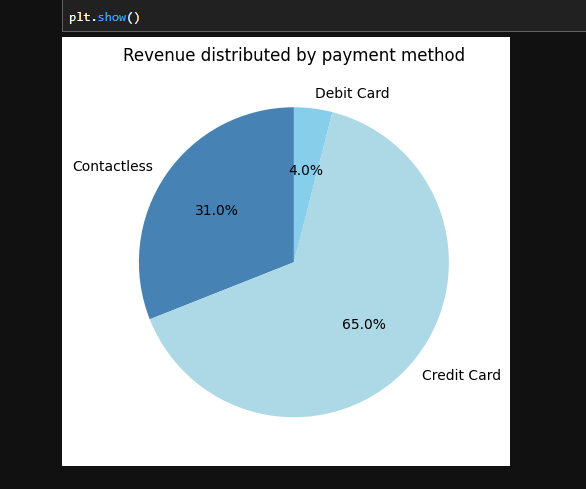 plt.show()
Revenue distributed by payment method
Debit Card
Contactless
4.0%
31.0%
65.0%
Credit Card